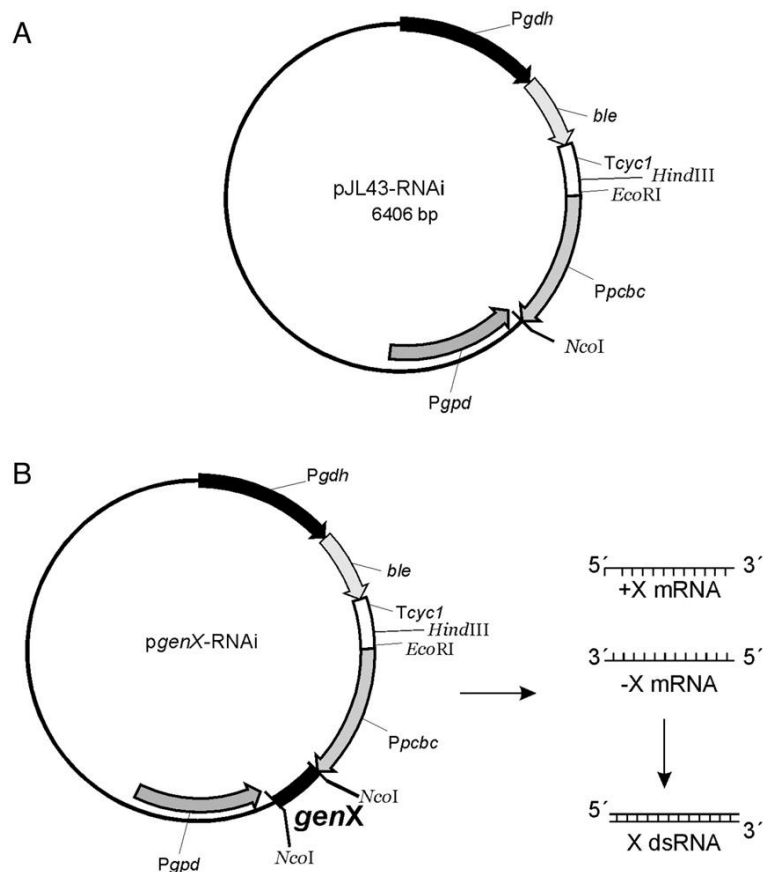 A
Pgdh
ble
Tcyc1
HindIII
EcoRI
pJL43-RNAi
6406 bp
Ppcbc
NcoI
Pgpd
B
Pgdh
ble
Tcyc1
HindIII
EcoRI
pgenX-RNAi
Ppcbc
NcoI
genX
NcoI
Pgpd
5´ 3´
+X mRNA
3´ 5´
-X mRNA
5´ 3´
X dsRNA